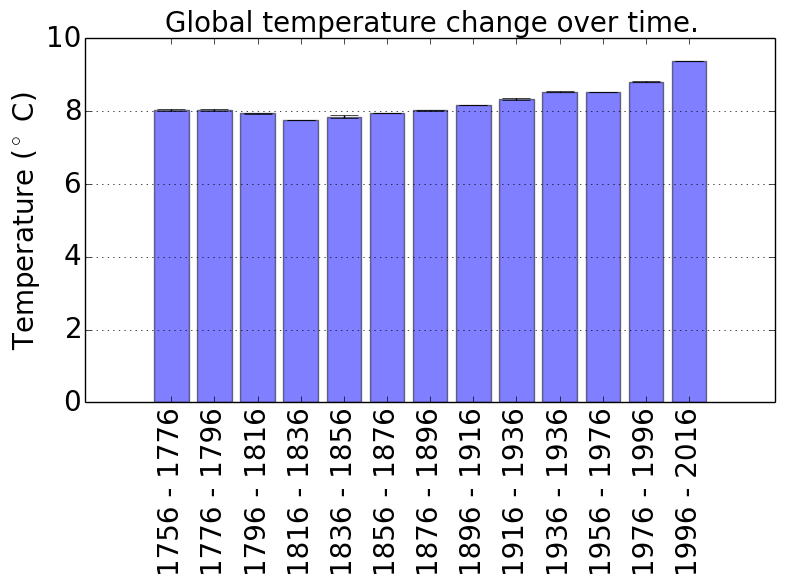 Global temperature change over time.
Temperature (° C)
10
8
6
4
2
0
1756 - 1776
1776 - 1796
1796 - 1816
1816 - 1836
1836 - 1856
1856 - 1876
1876 - 1896
1896 - 1916
1916 - 1936
1936 - 1936
1956 - 1976
1976 - 1996
1996 - 2016